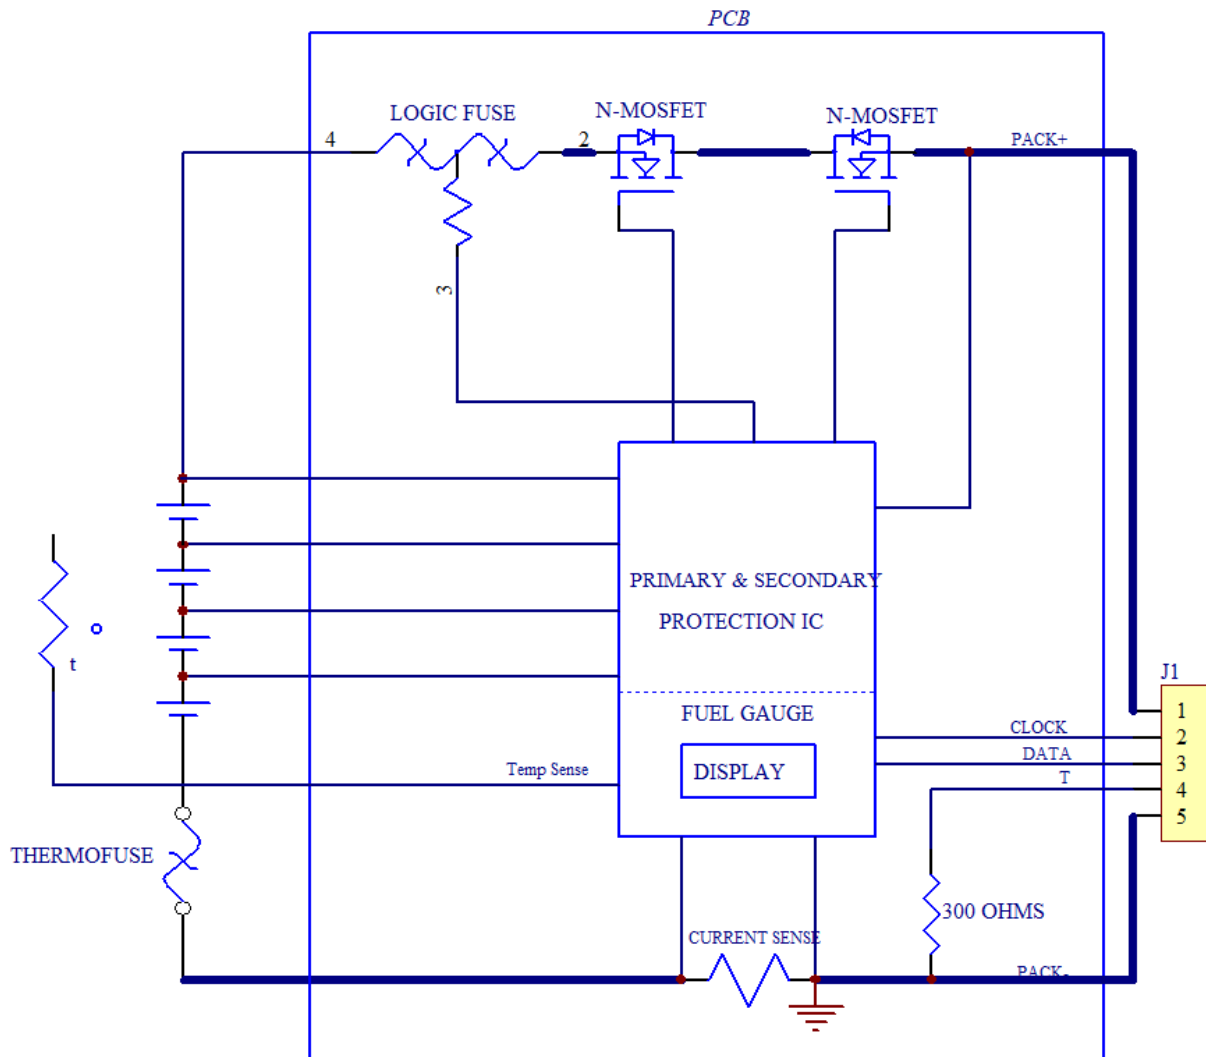 PCB
LOGIC FUSE
N-MOSFET
N-MOSFET
4
2
PACK+
3
PRIMARY & SECONDARY
PROTECTION IC
t
J1
FUEL GAUGE
1
CLOCK
2
DATA
3
Temp Sense
DISPLAY
T
4
5
THERMOFUSE
300 OHMS
CURRENT SENSE
PACK-